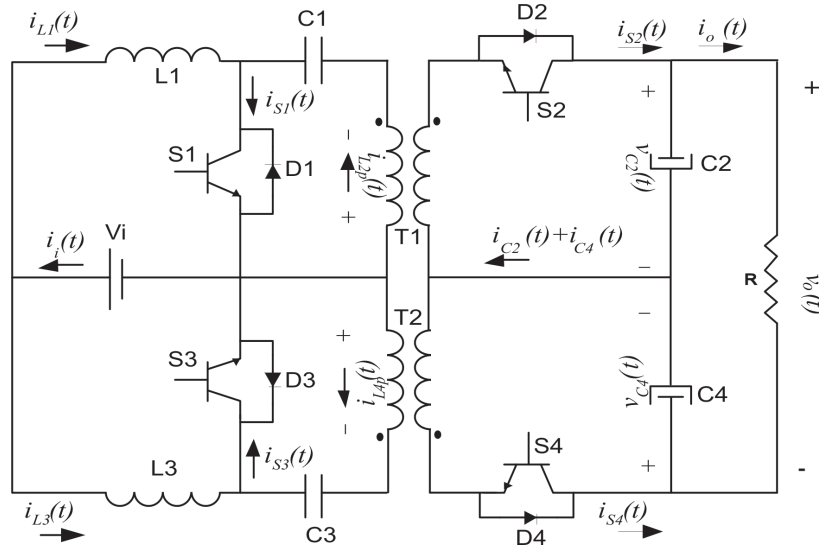 i_L1(t)
C1
D2
i_S2(t)
i_o(t)
L1
i_S1(t)
S2
+
+
S1
D1
-
i_L2p(t)
+
v_C2(t)
C2
i_i(t)
Vi
T1
i_C2(t)+i_C4(t)
-
R
v_o(t)
T2
-
S3
D3
+
i_L4p(t)
-
v_C4(t)
C4
L3
i_S3(t)
S4
+
-
i_L3(t)
C3
D4
i_S4(t)